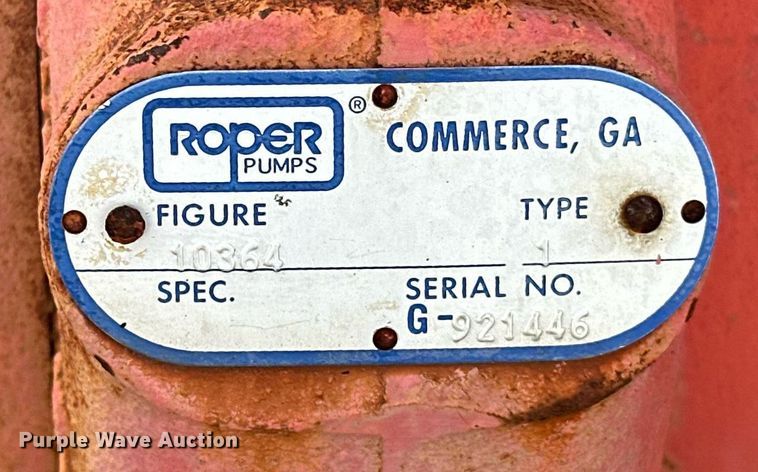 ROPER ® COMMERCE, GA
PUMPS
FIGURE TYPE
10364 1
SPEC. SERIAL NO.
G-921446
Purple Wave Auction